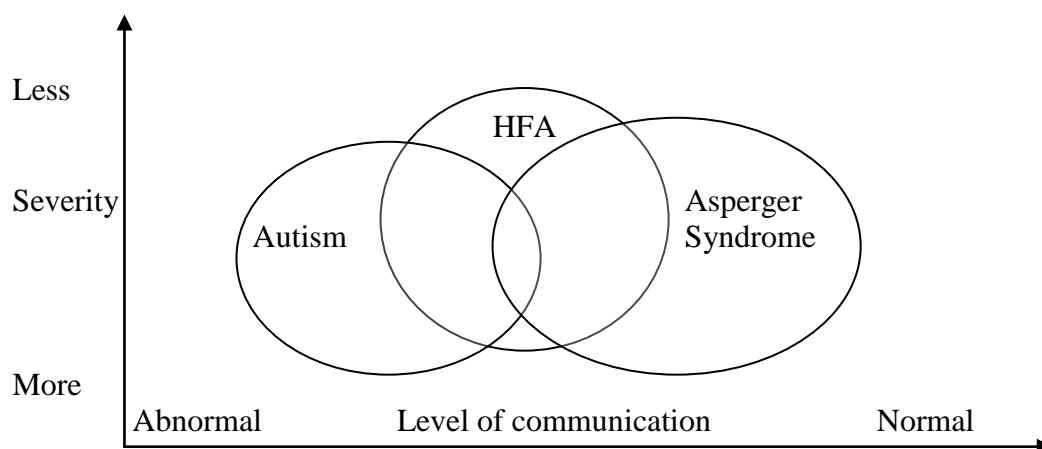 Less
HFA
Severity
Asperger
Syndrome
Autism
More
Abnormal
Level of communication
Normal